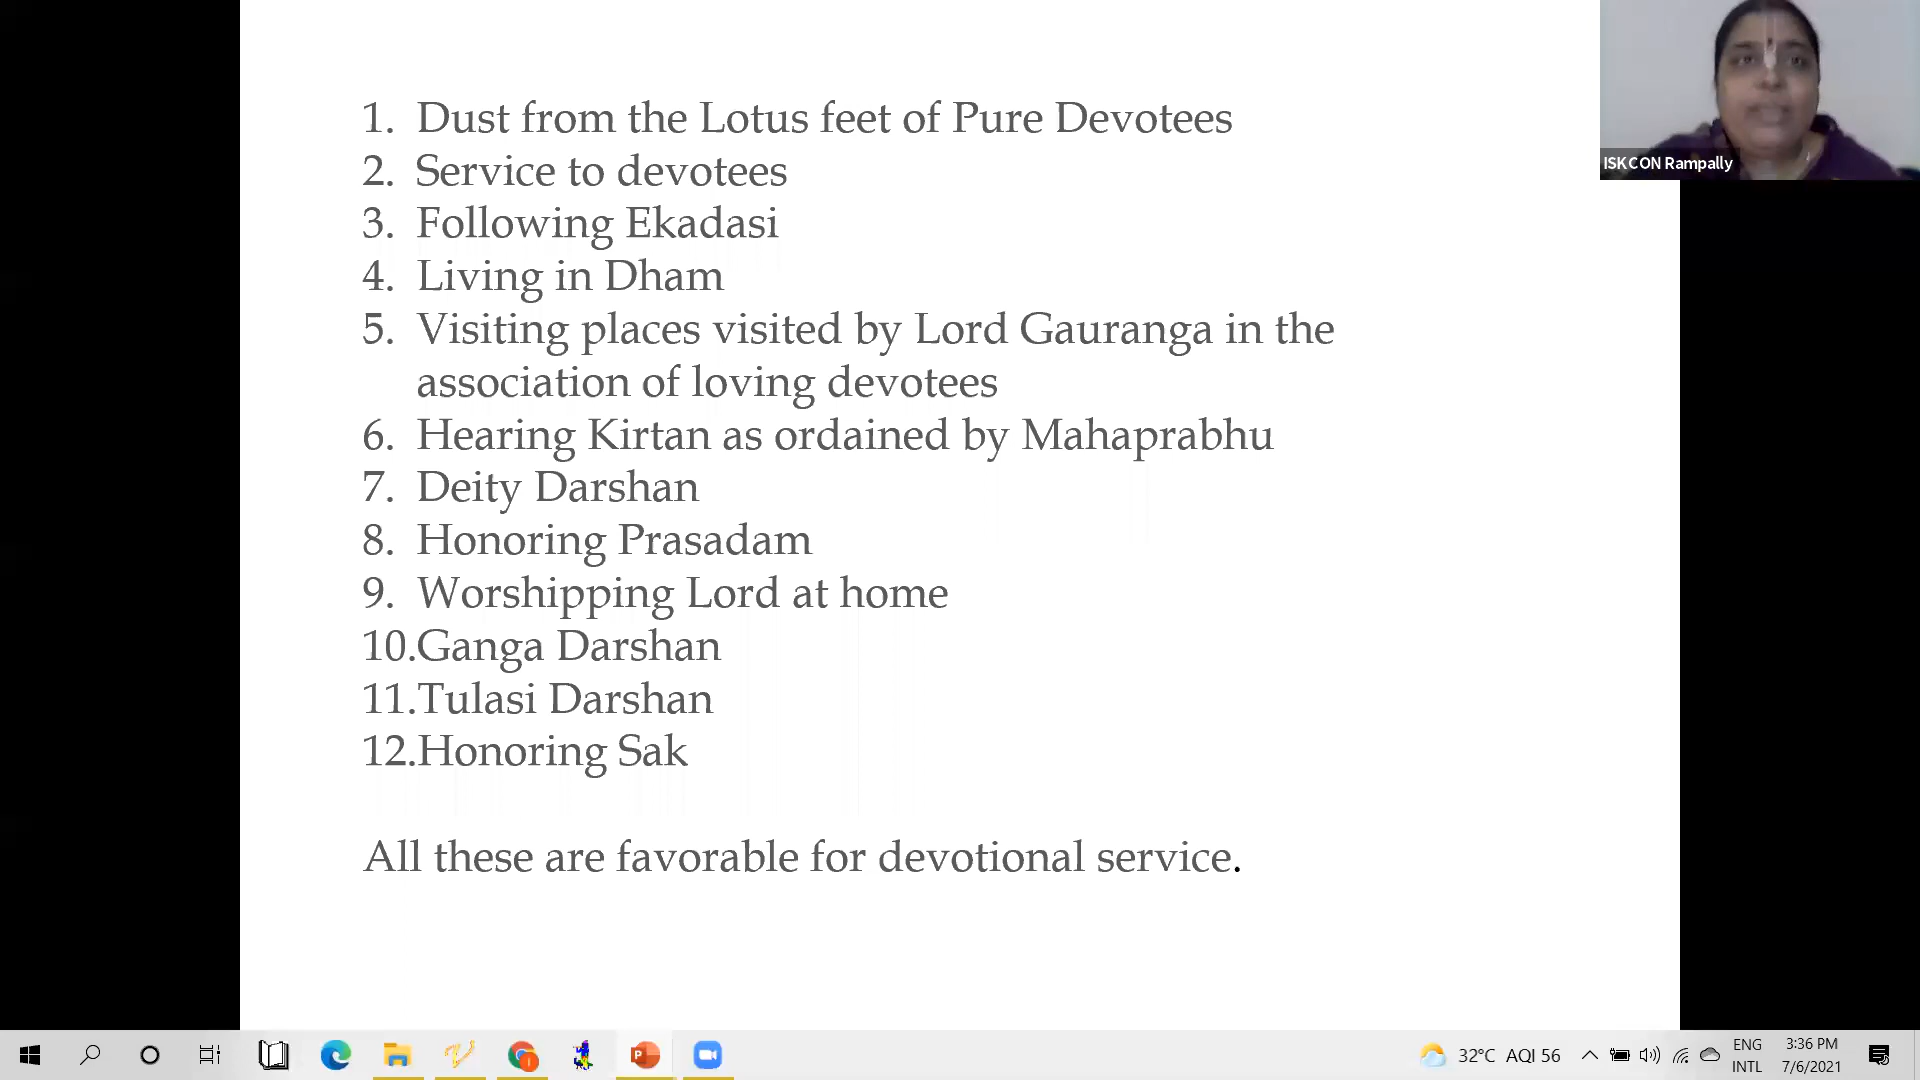 1. Dust from the Lotus feet of Pure Devotees
2. Service to devotees
3. Following Ekadasi
4. Living in Dham
5. Visiting places visited by Lord Gauranga in the
association of loving devotees
6. Hearing Kirtan as ordained by Mahaprabhu
7. Deity Darshan
8. Honoring Prasadam
9. Worshipping Lord at home
10.Ganga Darshan
11.Tulasi Darshan
12.Honoring Sak
All these are favorable for devotional service.
ISKCON Rampally
32°C AQI 56
ENG
INTL
3:36 PM
7/6/2021